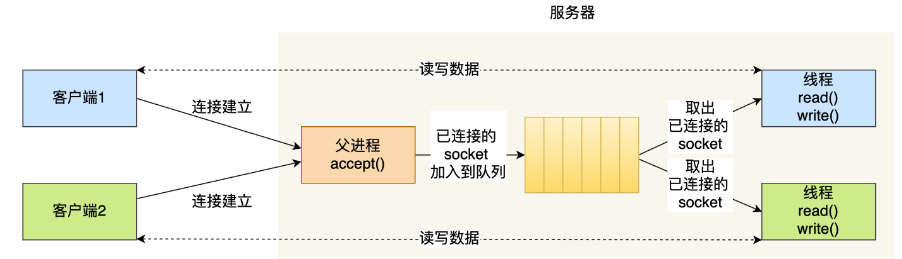 服务器
读写数据
客户端1
连接建立
父进程
accept()
已连接的
socket
加入到队列
取出
已连接的
socket
线程
read()
write()
客户端2
连接建立
取出
已连接的
socket
线程
read()
write()
读写数据